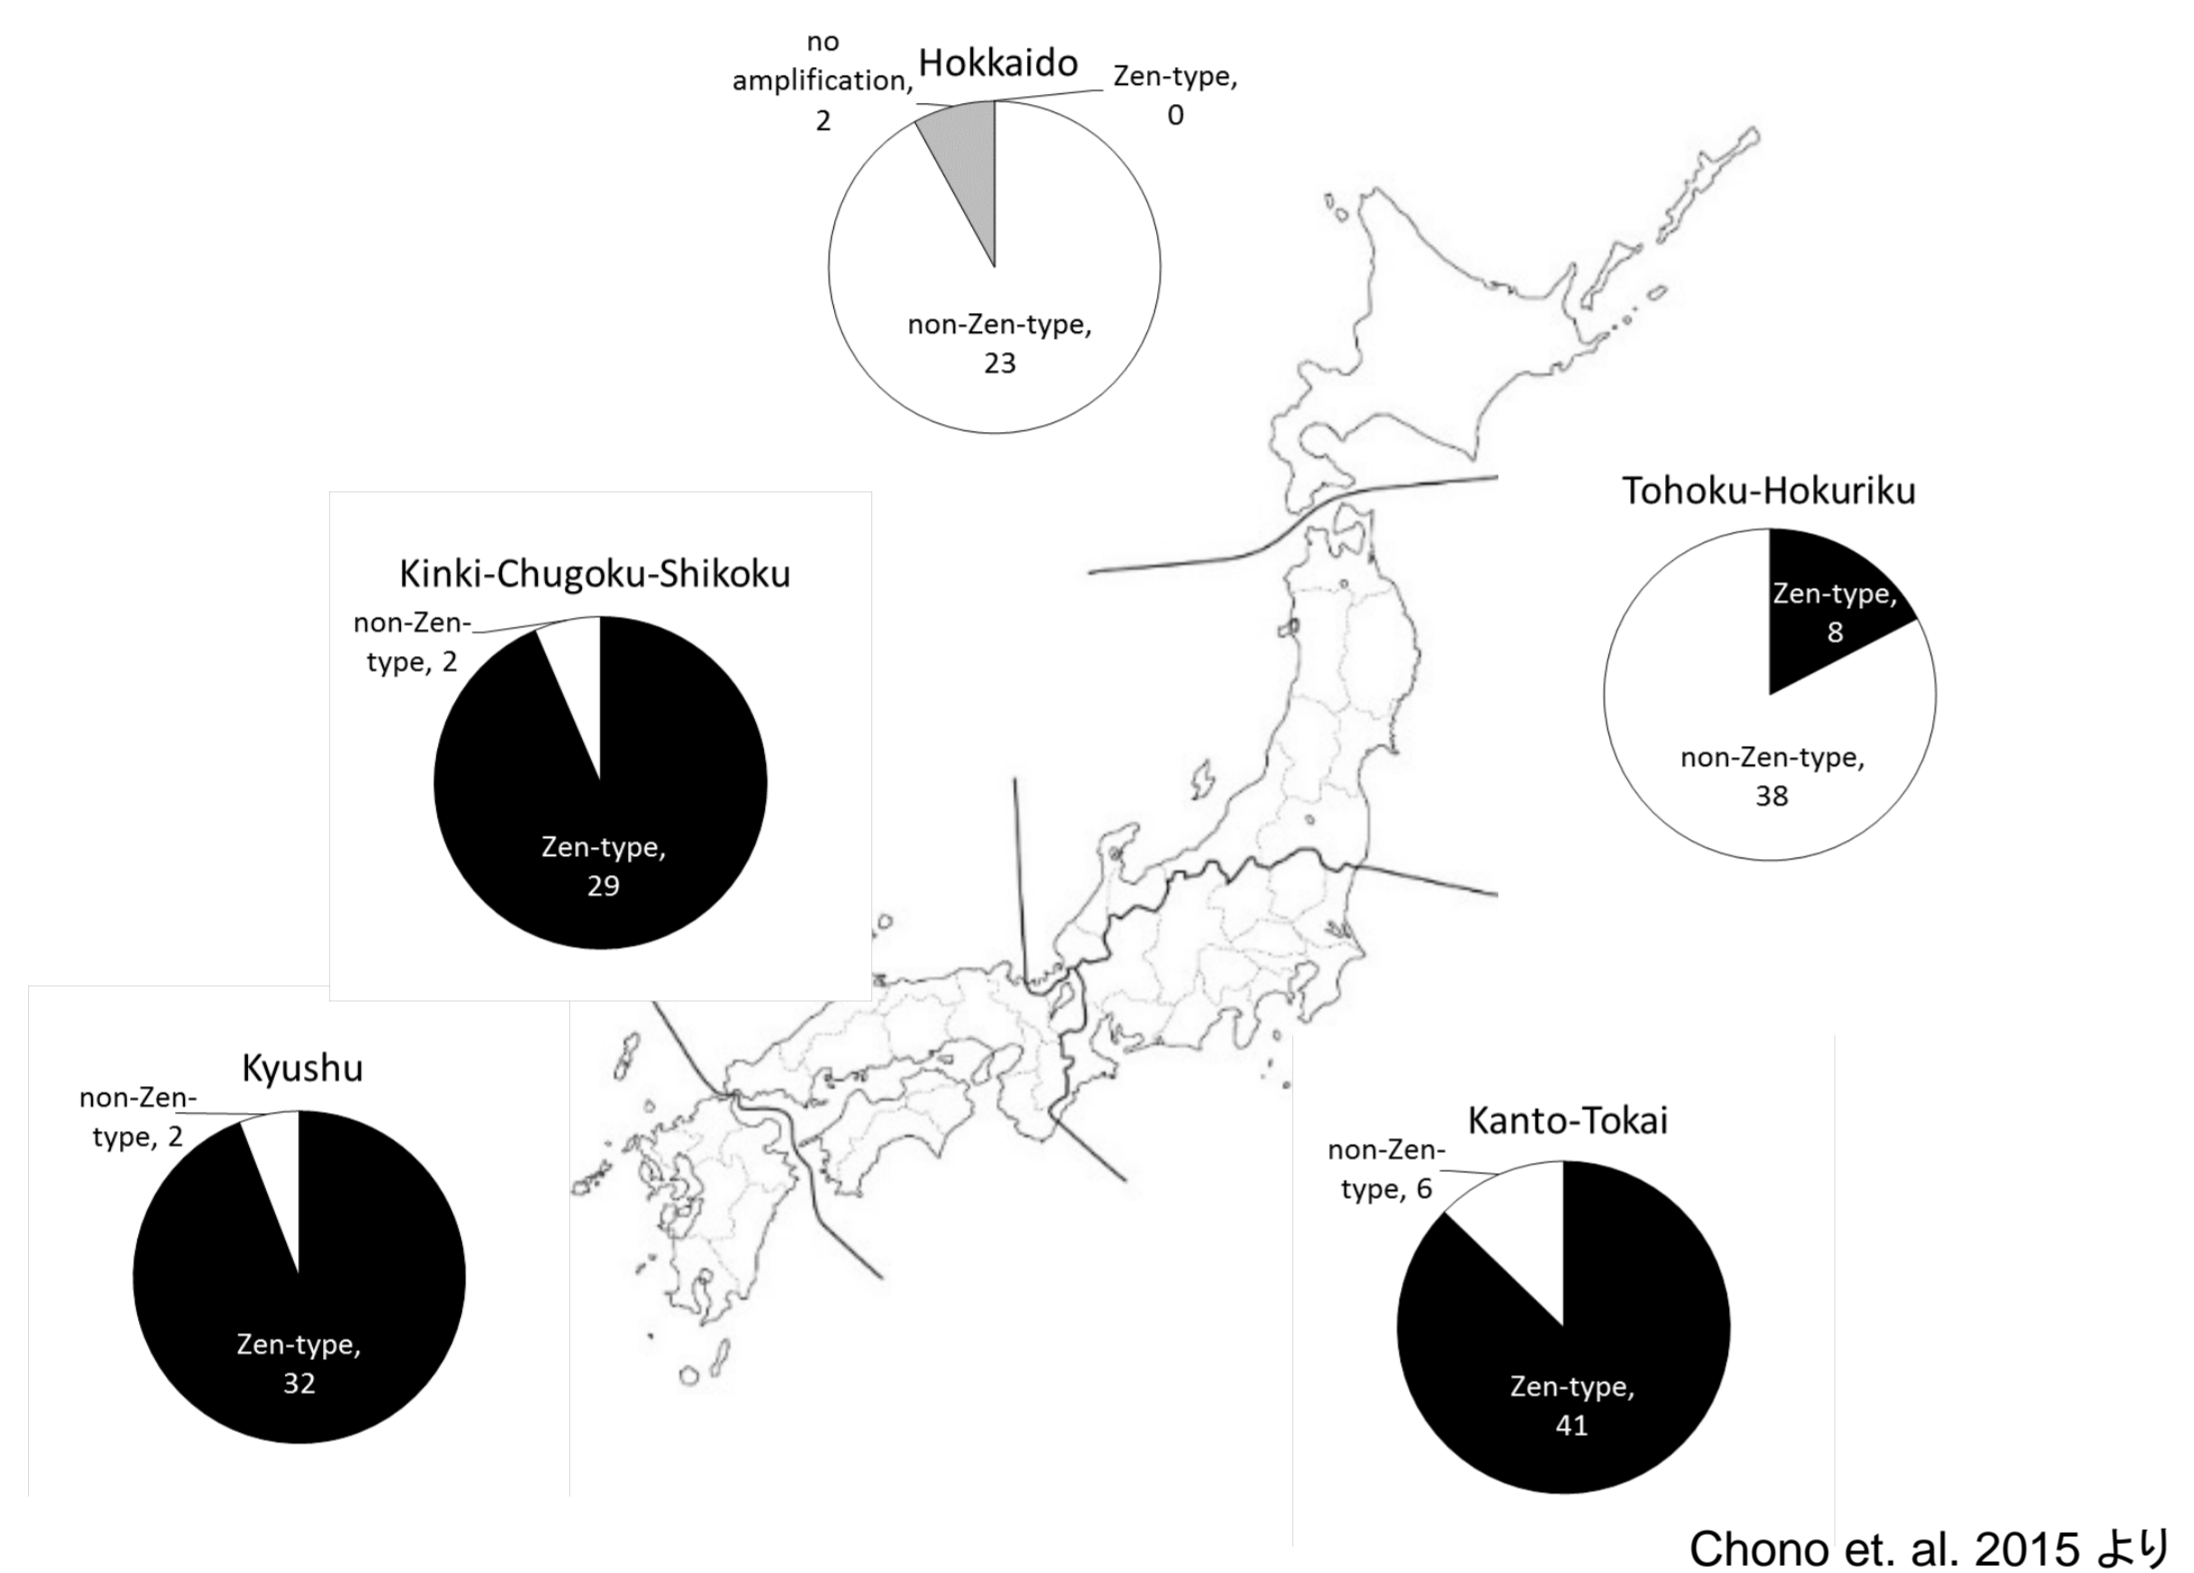 no
amplification,
2
Hokkaido
Zen-type,
0
non-Zen-type,
23
Tohoku-Hokuriku
Zen-type,
8
non-Zen-type,
38
Kinki-Chugoku-Shikoku
non-Zen-
type, 2
Zen-type,
29
Kyushu
non-Zen-
type, 2
Zen-type,
32
Kanto-Tokai
non-Zen-
type, 6
Zen-type,
41
Chono et. al. 2015 より